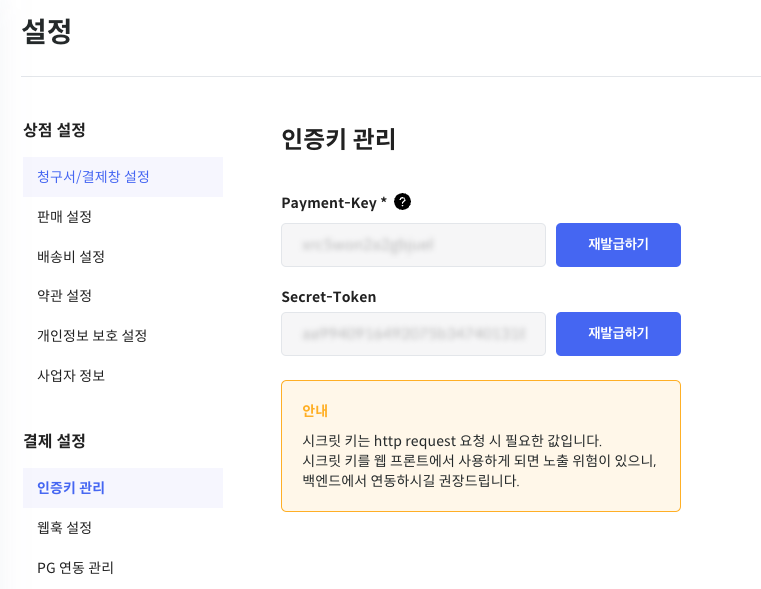 설정
상점 설정
청구서/결제창 설정
판매 설정
배송비 설정
약관 설정
개인정보 보호 설정
사업자 정보
결제 설정
인증키 관리
웹훅 설정
PG 연동 관리
인증키 관리
Payment-Key * ?
재발급하기
Secret-Token
재발급하기
안내
시크릿 키는 http request 요청 시 필요한 값입니다.
시크릿 키를 웹 프론트에서 사용하게 되면 노출 위험이 있으니,
백엔드에서 연동하시길 권장드립니다.